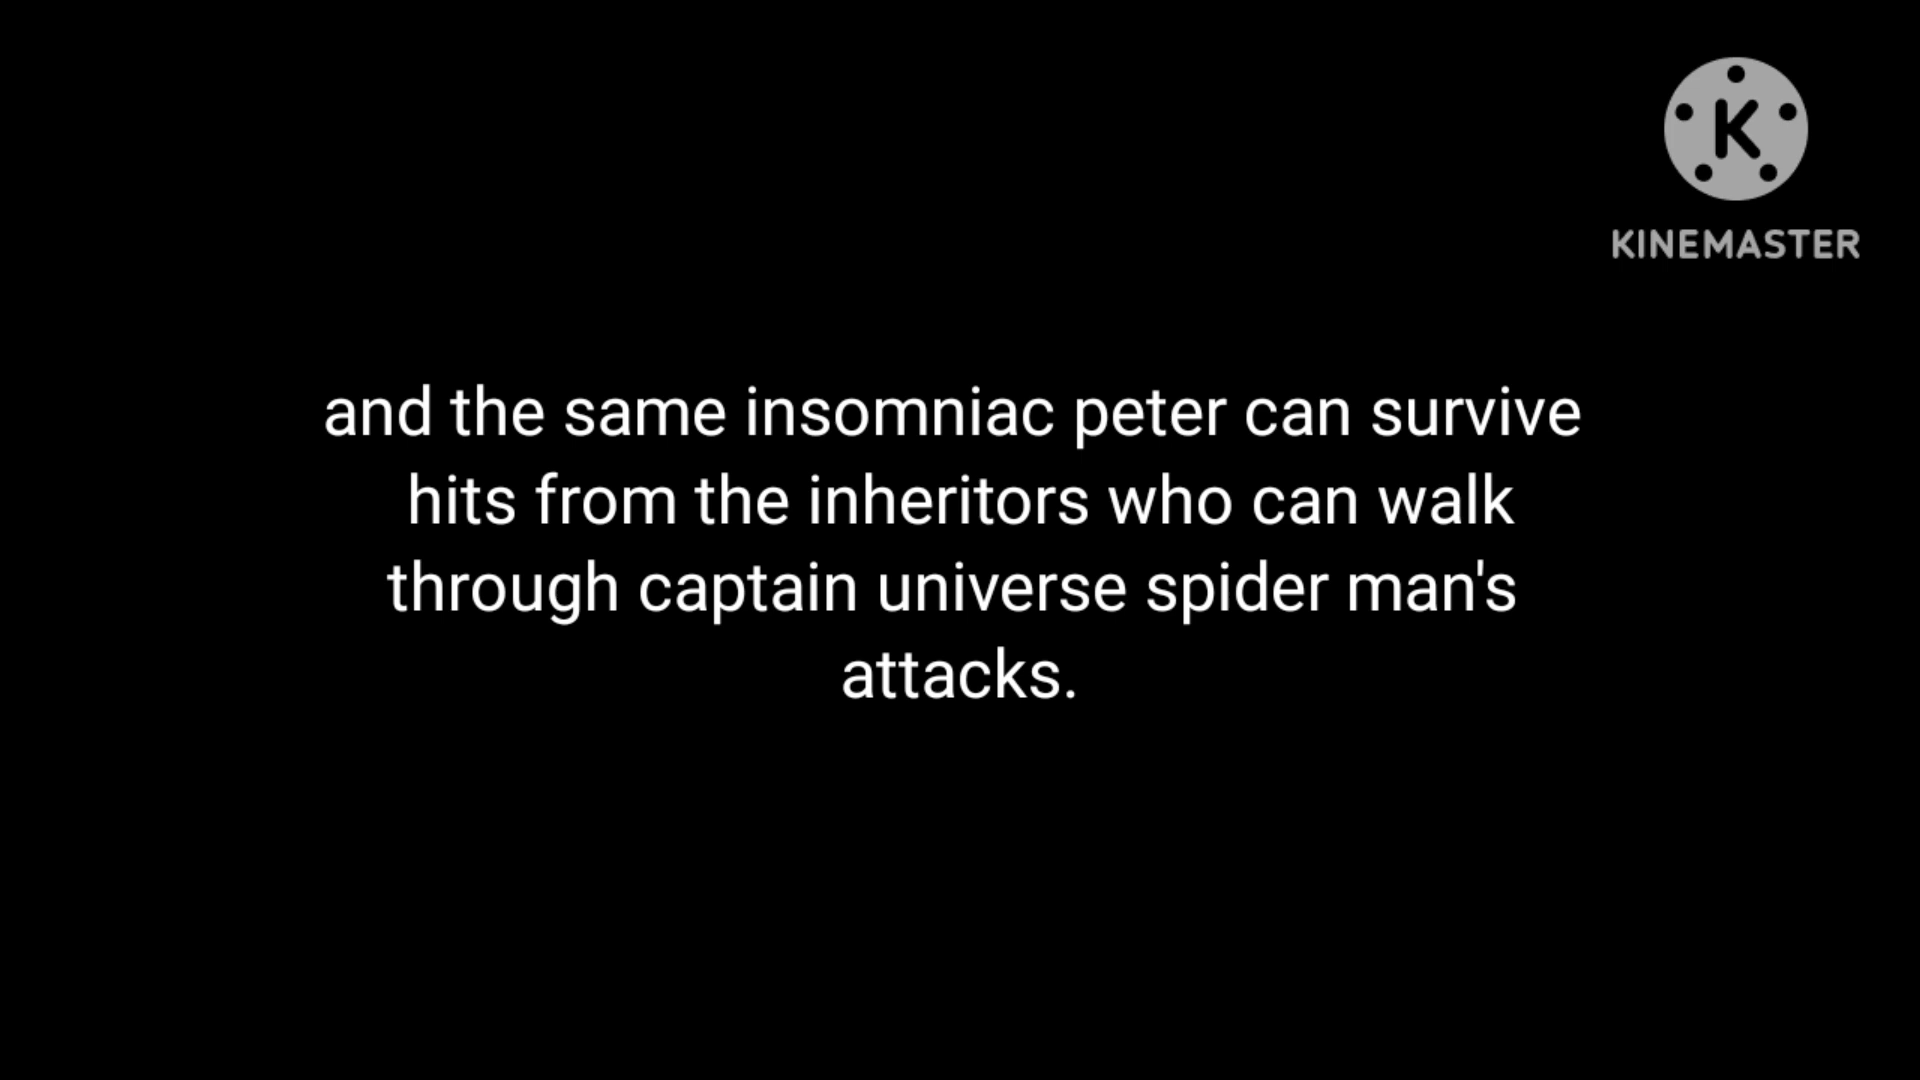 K
KINEMASTER
and the same insomniac peter can survive
hits from the inheritors who can walk
through captain universe spider man's
attacks.